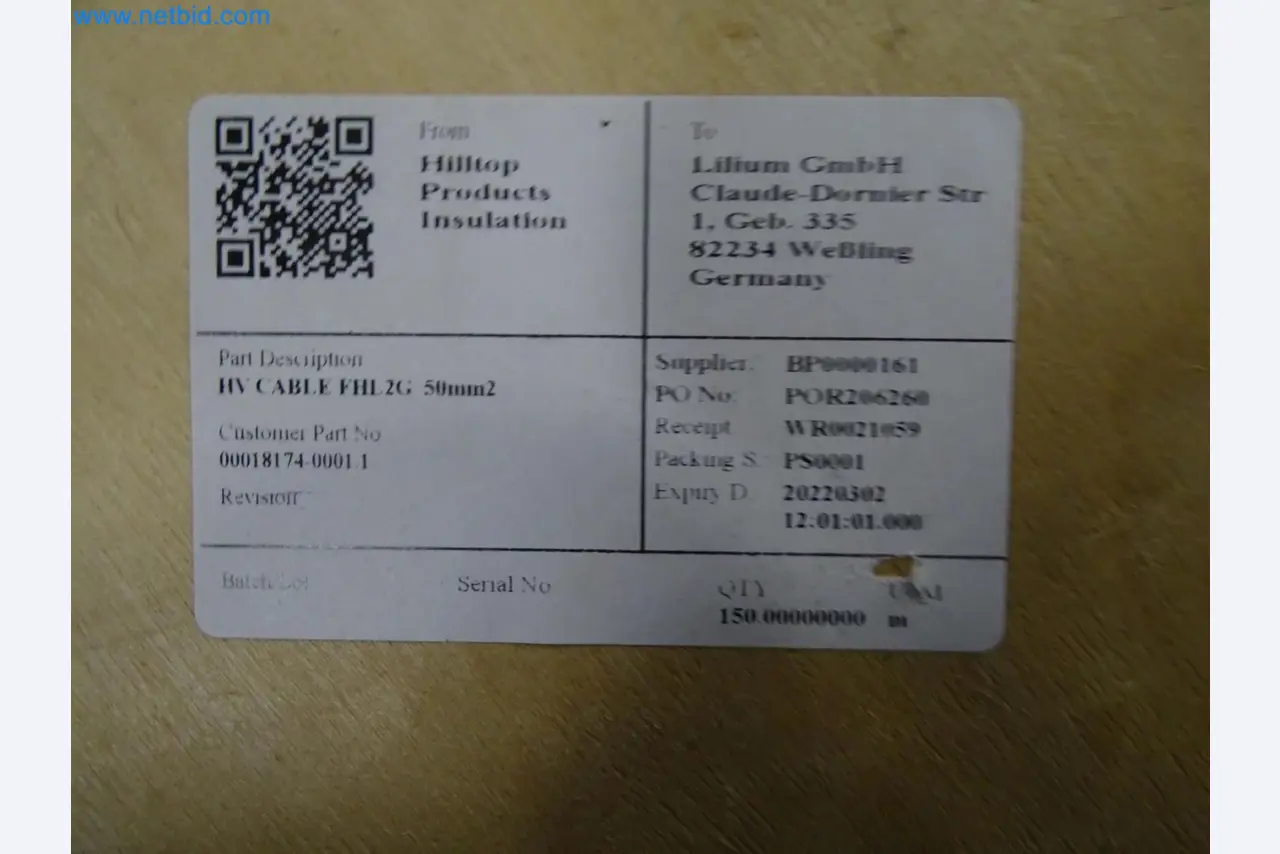 www.netbid.com
From
Hilltop
Products
Insulation
To
Lilium GmbH
Claude-Dornier Str
1, Geb. 335
82234 Weßling
Germany
Part Description
HV CABLE FHL2G 50mm2
Customer Part No
00018174-0001.1
Revision
Supplier: BP0000161
PO No: POR206260
Receipt WR0021059
Packing S. PS0001
Expiry D. 20220302
12:01:01.000
Batch Lot
Serial No
QTY
150.00000000 m